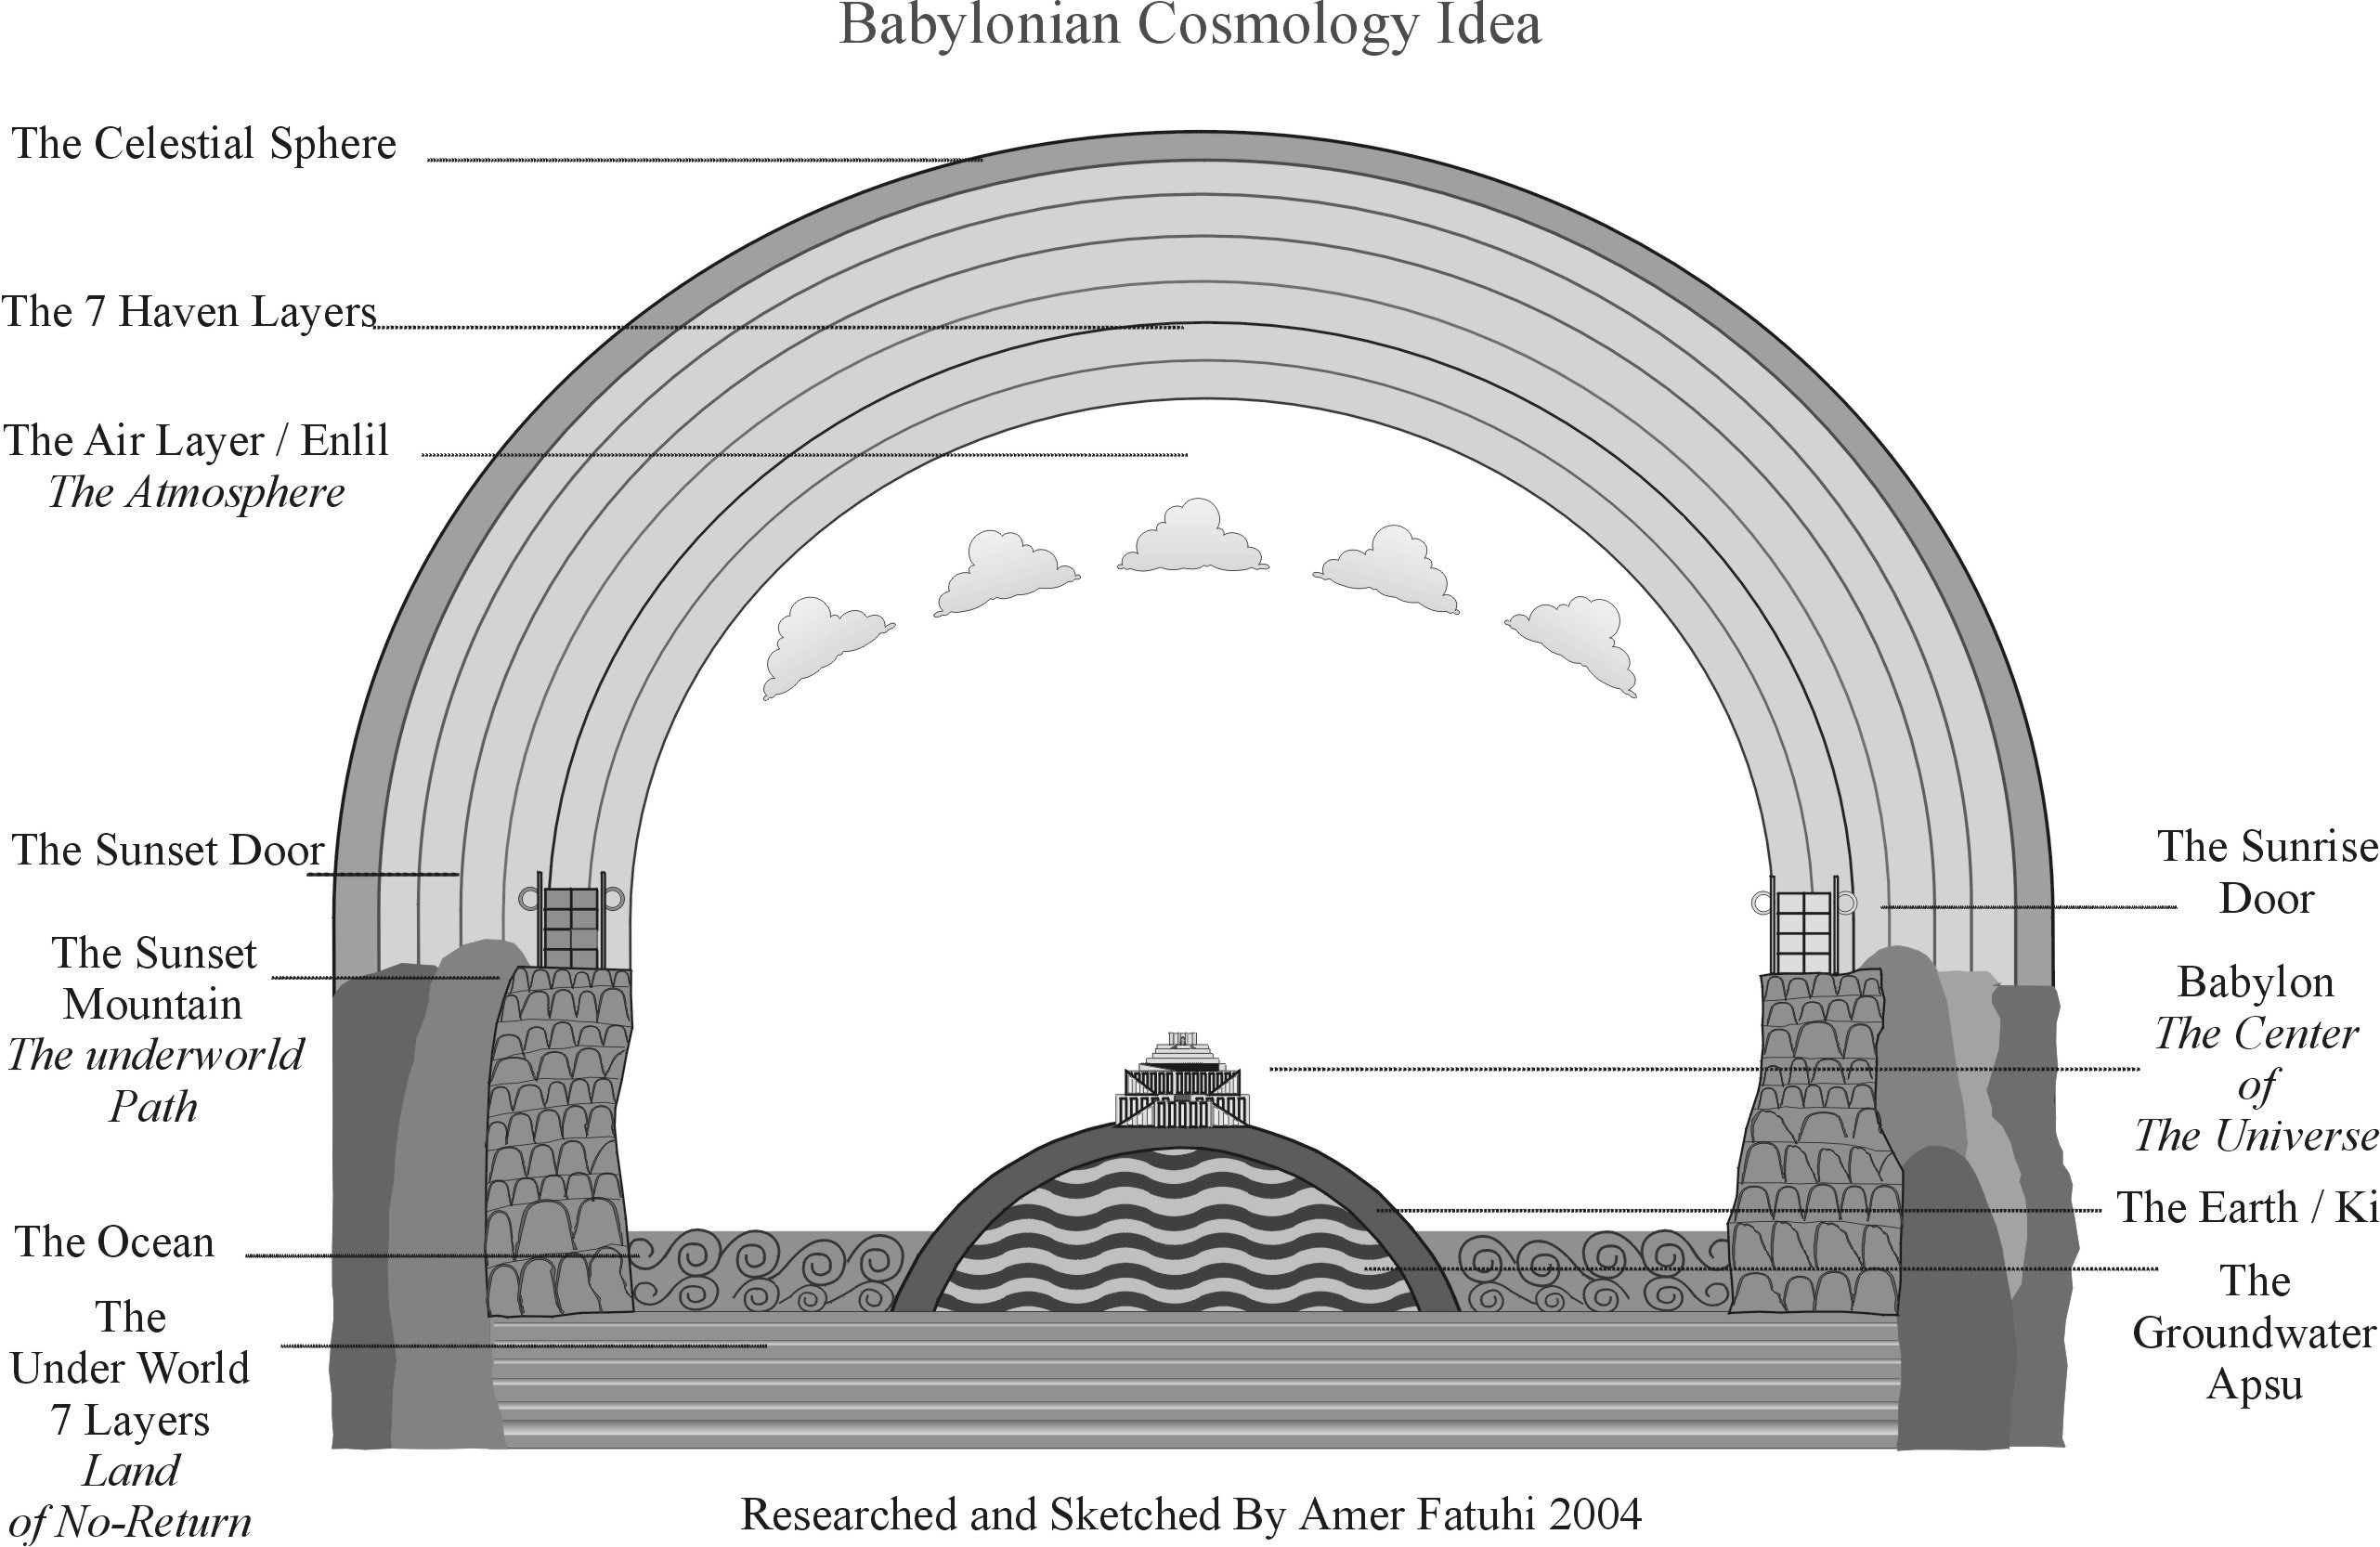 Babylonian Cosmology Idea
The Celestial Sphere
The 7 Haven Layers
The Air Layer / Enlil
The Atmosphere
The Sunset Door
The Sunset
Mountain
The underworld
Path
The Ocean
The
Under World
7 Layers
Land
of No-Return
The Sunrise
Door
Babylon
The Center
of
The Universe
The Earth / Ki
The
Groundwater
Apsu
Researched and Sketched By Amer Fatuhi 2004